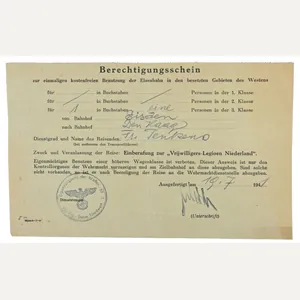 Berechtigungsschein
zur einmaligen kostenfreien Benutzung der Eisenbahn in den besetzten Gebieten des Westens
für / in Buchstaben / Personen in der 1. Klasse
für / in Buchstaben / Personen in der 2. Klasse
für 1 in Buchstaben eine Personen in der 3. Klasse
von Bahnhof
nach Bahnhof Den Haag
Dienstgrad und Name des Reisenden:
Zweck und Veranlassung der Reise: Einberufung zur "Vrijwilligers-Legioen Niederland".
Eigenmächtiges Benutzen einer höheren Wagenklasse ist verboten. Dieser Ausweis ist nur den
Kontrollorganen der Wehrmacht vorzuzeigen und am Zielbahnhof an diese abzugeben. Sind solche
nicht vorhanden, so ist er nach Beendigung der Reise an die Wehrmachtdienststelle abzugeben.
Ausgefertigt am 19.7 1941
Dienststempel
(Unterschrift)